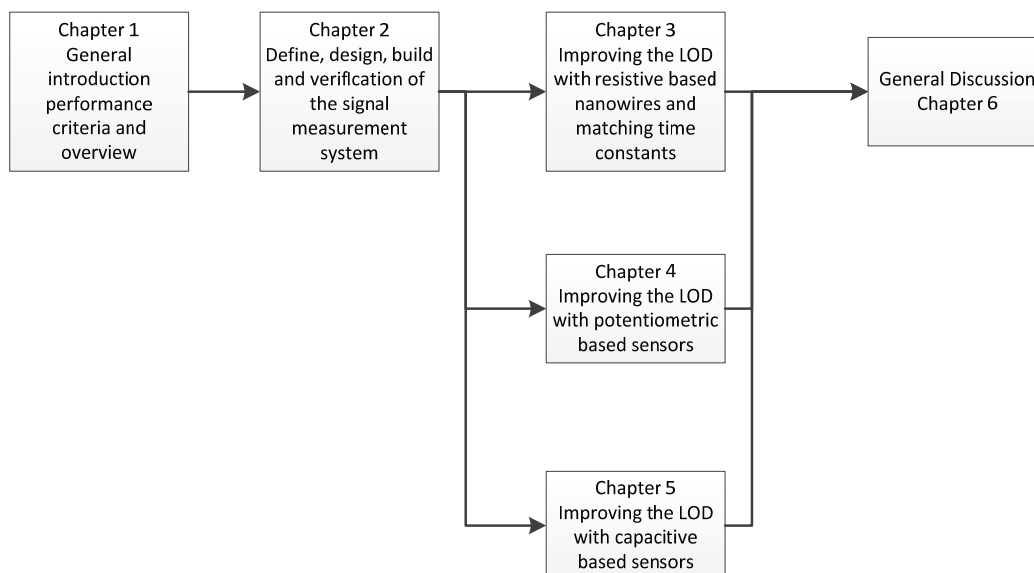 Chapter 1
General
introduction
performance
criteria and
overview
Chapter 2
Define, design, build
and verification of
the signal
measurement
system
Chapter 3
Improving the LOD
with resistive based
nanowires and
matching time
constants
General Discussion
Chapter 6
Chapter 4
Improving the LOD
with potentiometric
based sensors
Chapter 5
Improving the LOD
with capacitive
based sensors